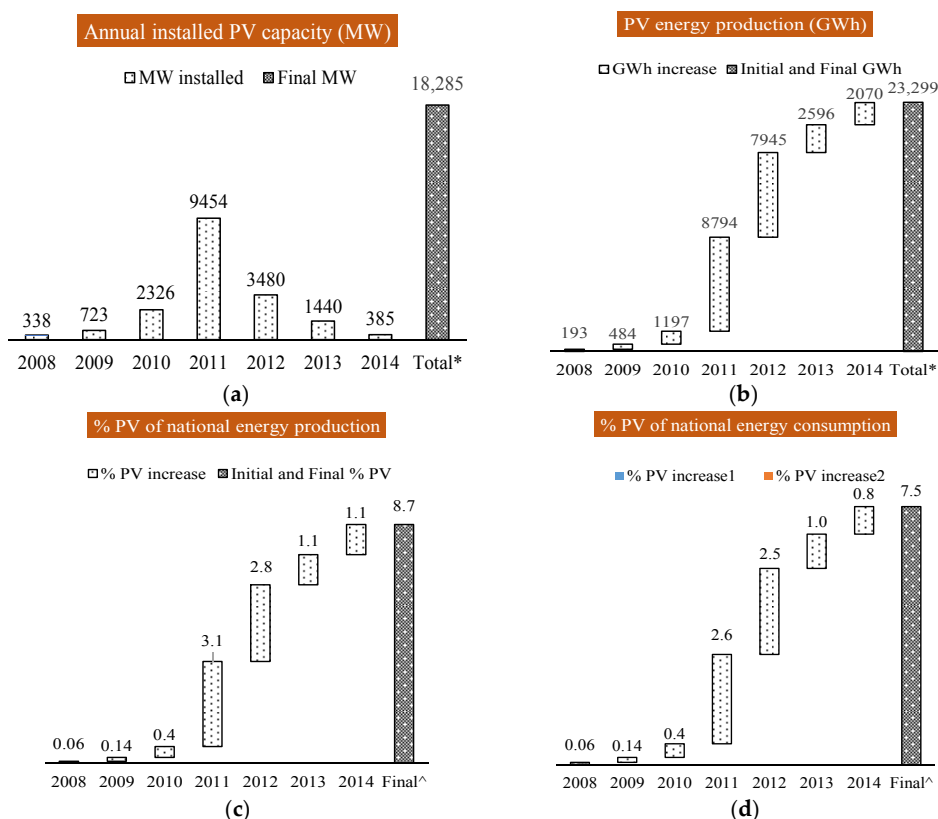 Annual installed PV capacity (MW)
MW installed Final MW
18,285
9454
3480
2326
1440
723
338
385
2008 2009 2010 2011 2012 2013 2014 Total*
(a)
PV energy production (GWh)
GWh increase Initial and Final GWh
23,299
2070
2596
7945
8794
1197
484
193
2008 2009 2010 2011 2012 2013 2014 Total*
(b)
% PV of national energy production
% PV increase Initial and Final % PV
8.7
1.1
1.1
2.8
3.1
0.4
0.14
0.06
2008 2009 2010 2011 2012 2013 2014 Final^
(c)
% PV of national energy consumption
% PV increase1 % PV increase2
0.8 7.5
1.0
2.5
2.6
0.4
0.14
0.06
2008 2009 2010 2011 2012 2013 2014 Final^
(d)